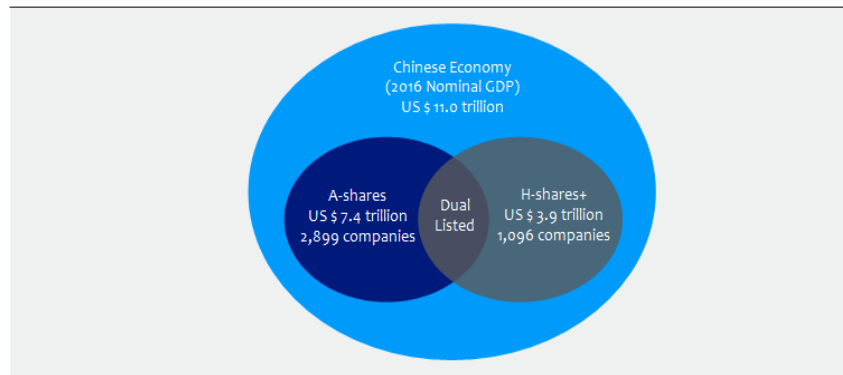 Chinese Economy
(2016 Nominal GDP)
US $ 11.0 trillion
A-shares
US $ 7.4 trillion
2,899 companies
Dual
Listed
H-shares+
US $ 3.9 trillion
1,096 companies